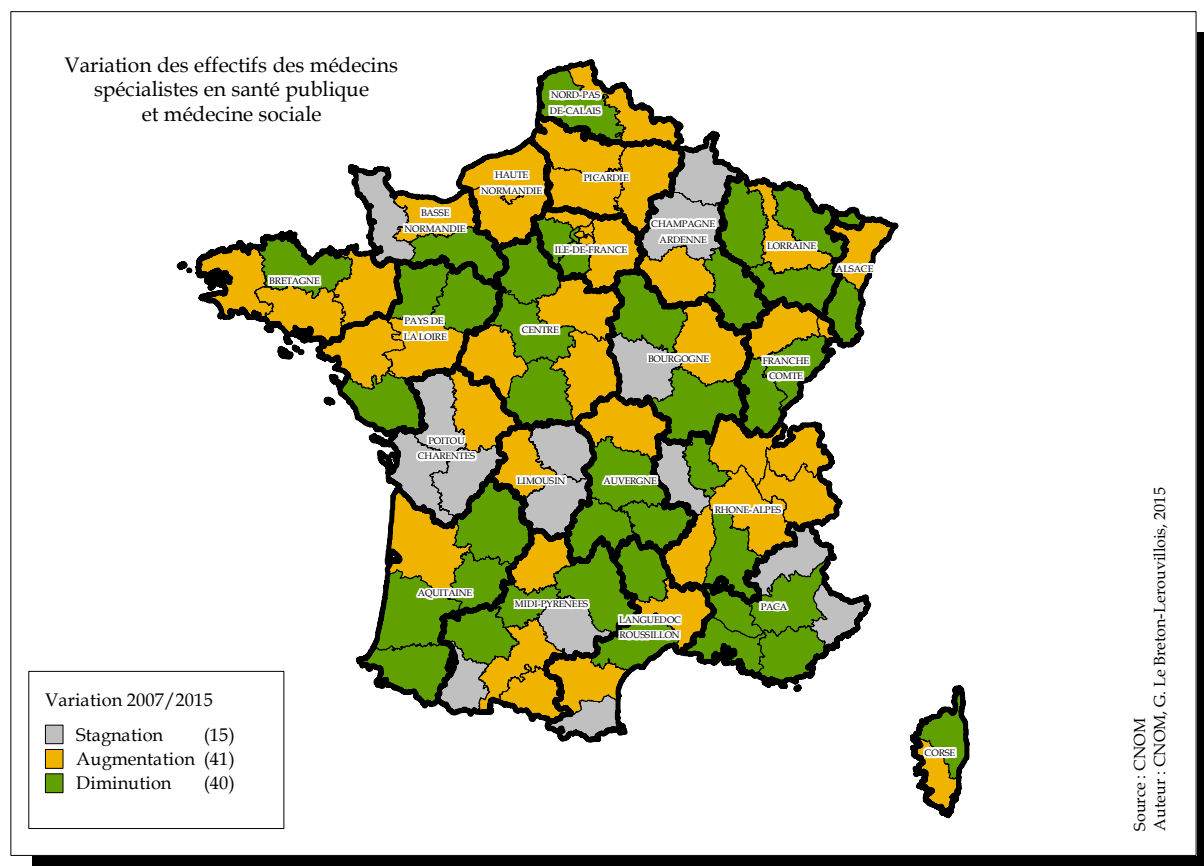 Variation des effectifs des médecins
spécialistes en santé publique
et médecine sociale
NORD-PAS
DE-CALAIS
HAUTE
NORMANDIE
PICARDIE
BASSE
NORMANDIE
CHAMPAGNE
ARDENNE
ILE-DE-FRANCE
LORRAINE
ALSACE
BRETAGNE
PAYS DE
LA LOIRE
CENTRE
BOURGOGNE
FRANCHE
COMTE
POITOU
CHARENTES
LIMOUSIN
AUVERGNE
RHONE-ALPES
AQUITAINE
MIDI-PYRENEES
LANGUEDOC
ROUSSILLON
PACA
CORSE
Variation 2007/2015
Stagnation (15)
Augmentation (41)
Diminution (40)
Source : CNOM
Auteur : CNOM, G. Le Breton-Lerouvillois, 2015